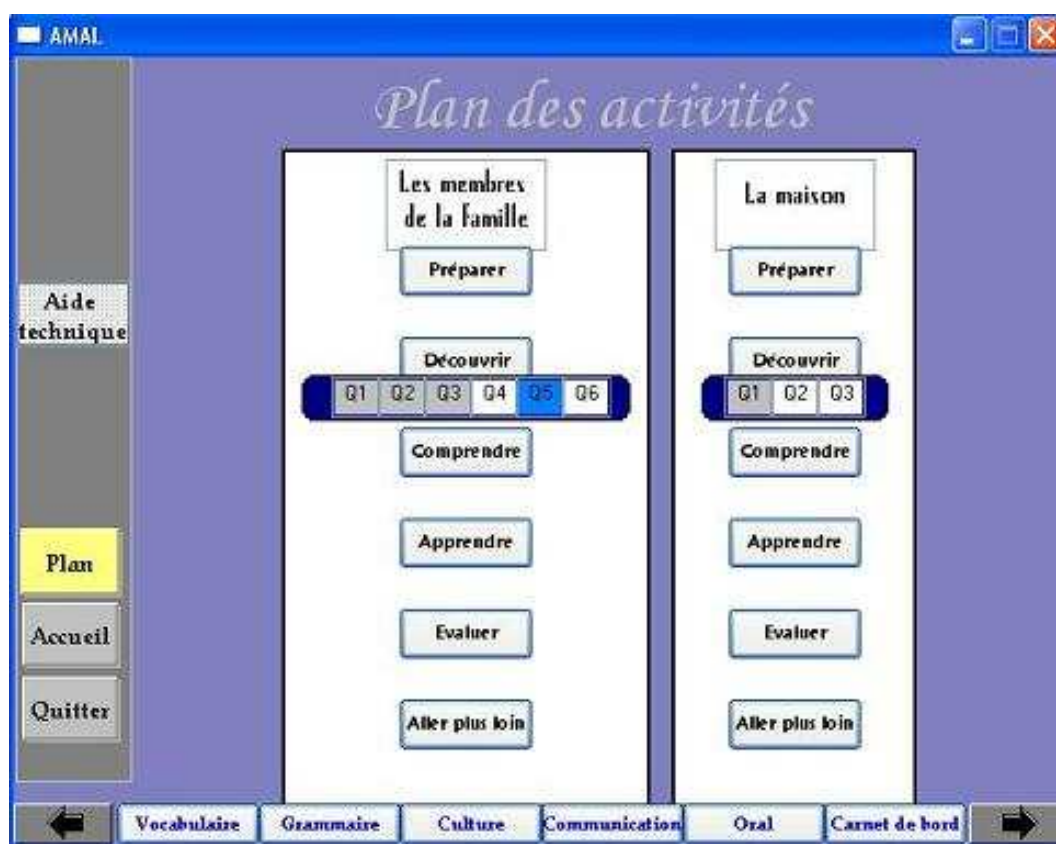 AMAL
Plan des activités
Les membres
de la famille
Préparer
Découvrir
Q1 Q2 Q3 Q4 Q5 Q6
Comprendre
Apprendre
Evaluer
Aller plus loin
La maison
Préparer
Découvrir
Q1 Q2 Q3
Comprendre
Apprendre
Evaluer
Aller plus loin
Aide
technique
Plan
Accueil
Quitter
Vocabulaire Grammaire Culture Communication Oral Carnet de bord